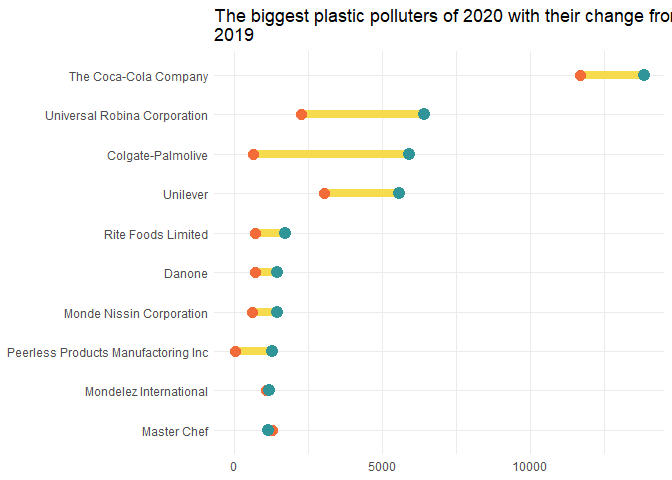 The biggest plastic polluters of 2020 with their change from
2019
The Coca-Cola Company
Universal Robina Corporation
Colgate-Palmolive
Unilever
Rite Foods Limited
Danone
Monde Nissin Corporation
Peerless Products Manufactoring Inc
Mondelez International
Master Chef
0 5000 10000